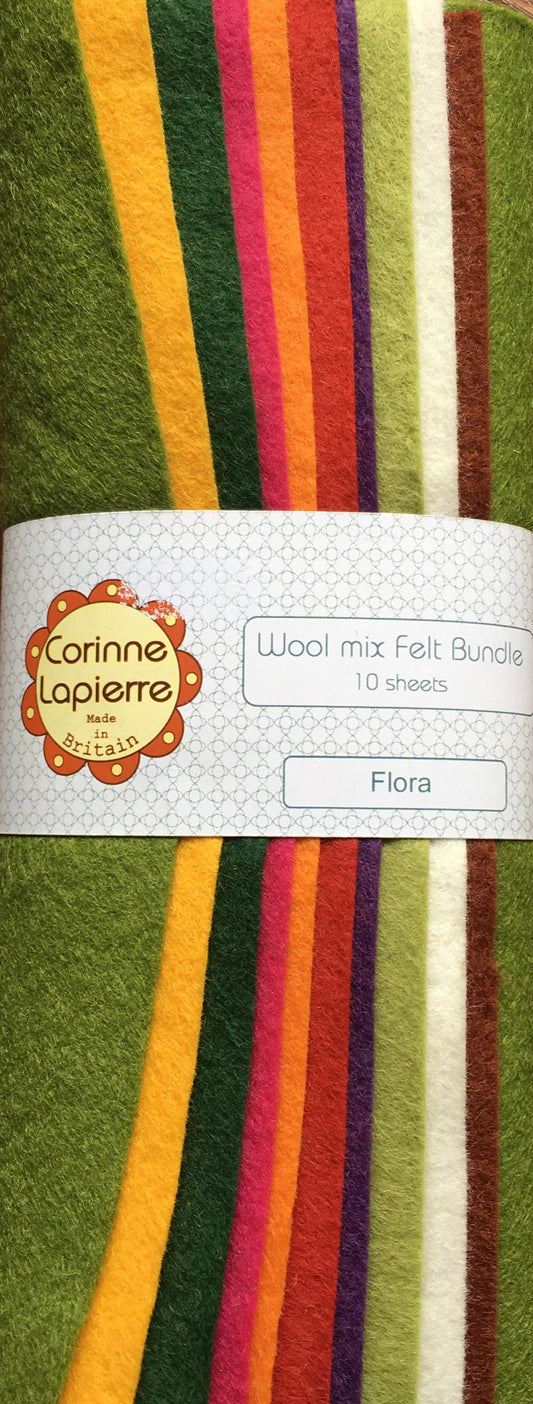 Corinne
Lapierre
Made
in
Britain
Wool mix Felt Bundle
10 sheets
Flora